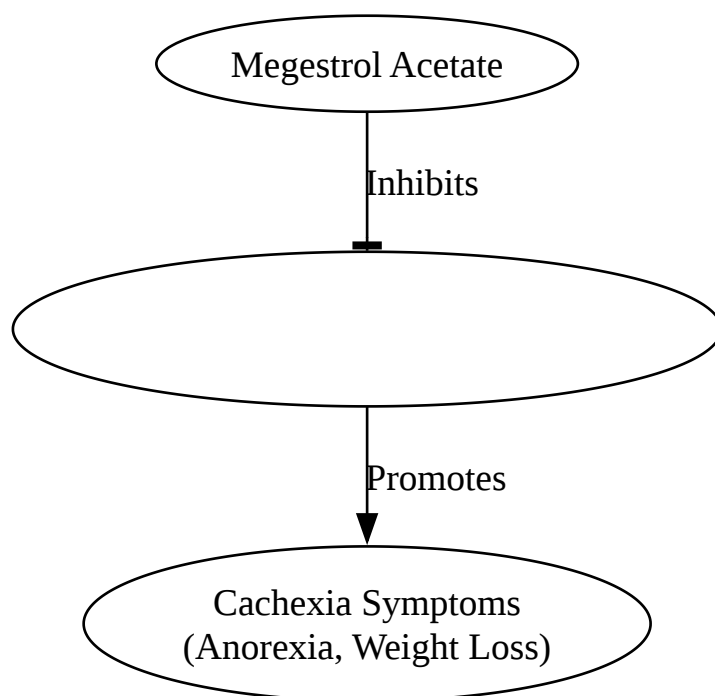 Megestrol Acetate
Inhibits
Promotes
Cachexia Symptoms
(Anorexia, Weight Loss)